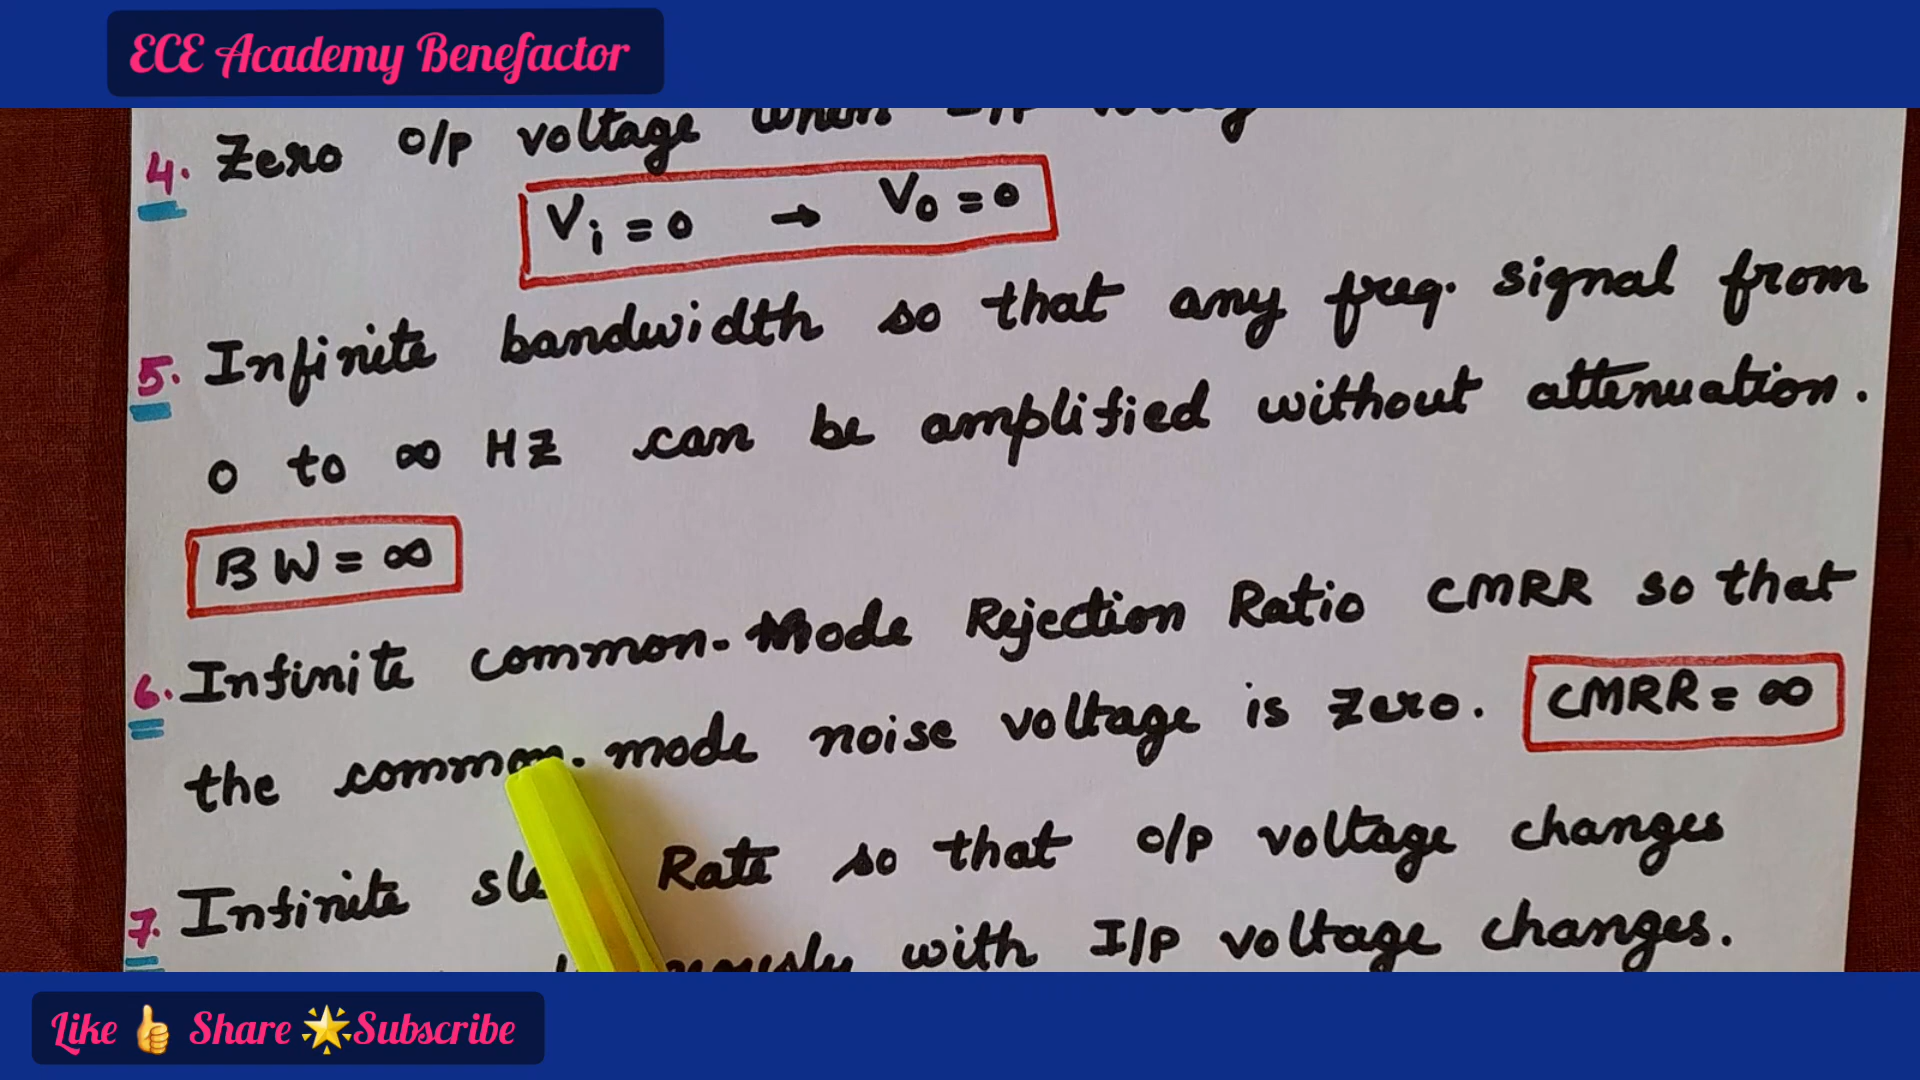 ECE Academy Benefactor
4. Zero o/p voltage when
Vi = 0 → Vo = 0
5. Infinite bandwidth so that any freq. signal from
0 to ∞ HZ can be amplified without attenuation.
BW = ∞
6. Infinite common-Mode Rejection Ratio CMRR so that
the common-mode noise voltage is zero. CMRR = ∞
7. Infinite Rate so that o/p voltage changes
with I/p voltage changes.
Like 👍 Share 🌟Subscribe